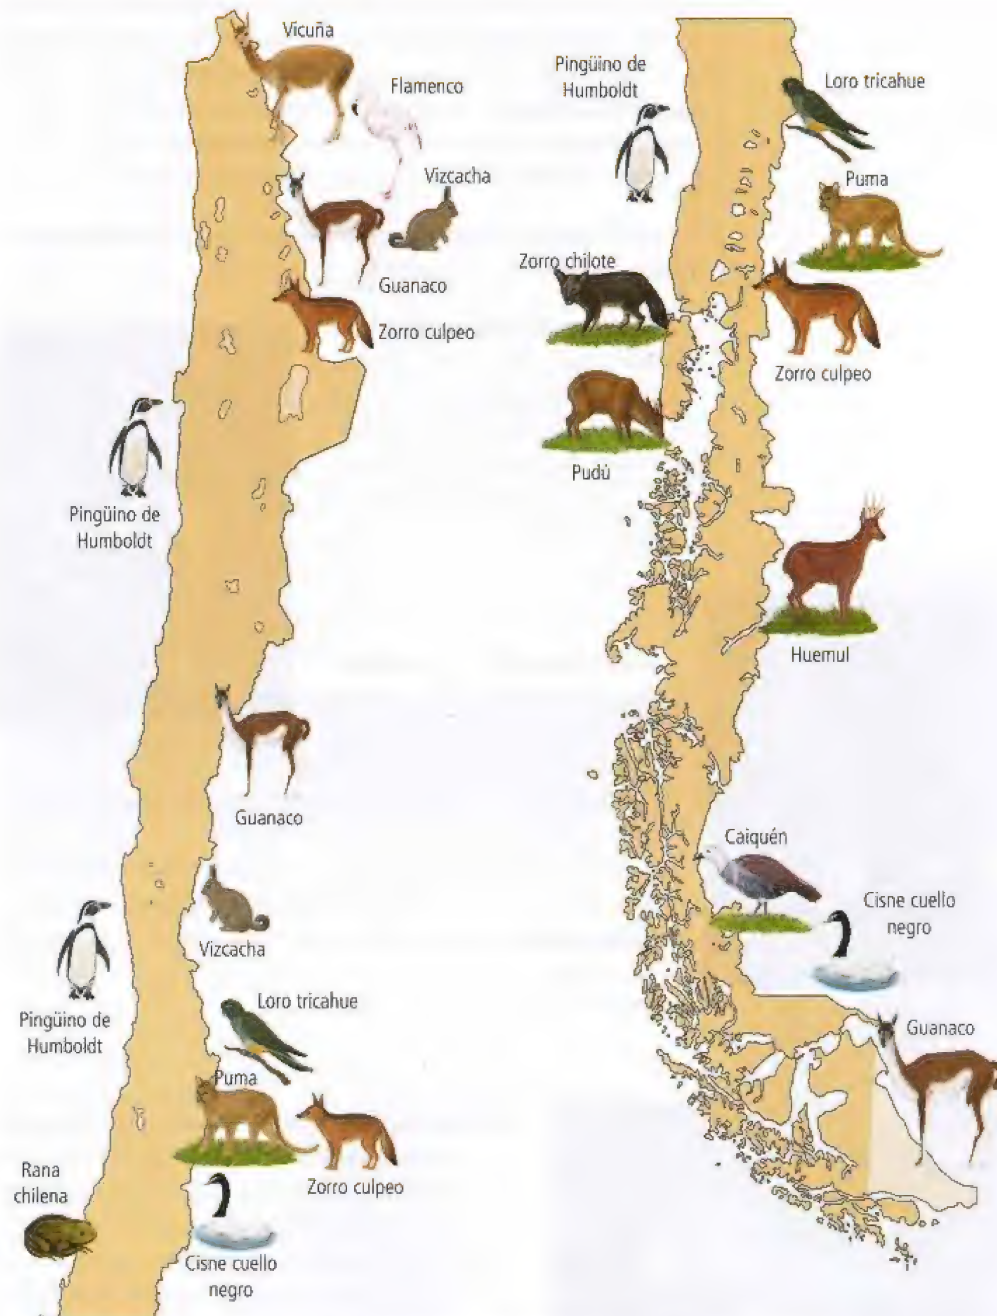 Vicuña
Flamenco
Vizcacha
Guanaco
Zorro culpeo
Pingüino de
Humboldt
Guanaco
Vizcacha
Pingüino de
Humboldt
Loro tricahue
Puma
Zorro culpeo
Rana
chilena
Cisne cuello
negro
Pingüino de
Humboldt
Loro tricahue
Puma
Zorro chilote
Zorro culpeo
Pudú
Huemul
Caiquén
Cisne cuello
negro
Guanaco